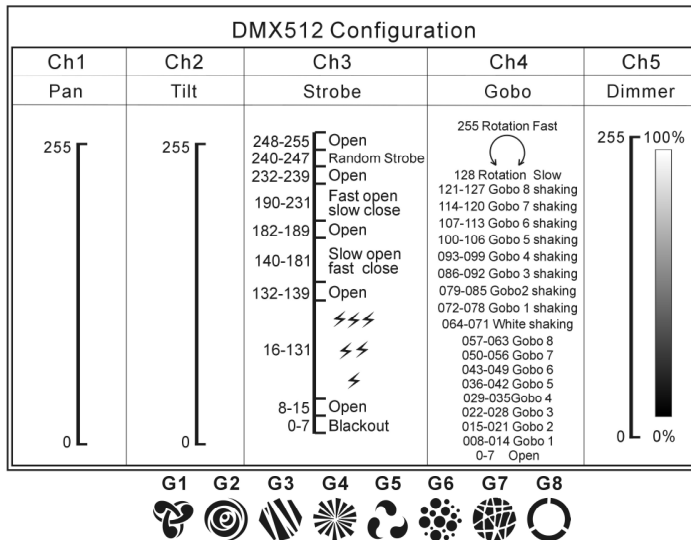 DMX512 Configuration
Ch1 Ch2 Ch3 Ch4 Ch5
Pan Tilt Strobe Gobo Dimmer
255
0
255
0
248-255 Open
240-247 Random Strobe
232-239 Open
190-231 Fast open
slow close
182-189 Open
140-181 Slow open
fast close
132-139 Open
16-131
8-15 Open
0-7 Blackout
255 Rotation Fast
128 Rotation Slow
121-127 Gobo 8 shaking
114-120 Gobo 7 shaking
107-113 Gobo 6 shaking
100-106 Gobo 5 shaking
093-099 Gobo 4 shaking
086-092 Gobo 3 shaking
079-085 Gobo2 shaking
072-078 Gobo 1 shaking
064-071 White shaking
057-063 Gobo 8
050-056 Gobo 7
043-049 Gobo 6
036-042 Gobo 5
029-035Gobo 4
022-028 Gobo 3
015-021 Gobo 2
008-014 Gobo 1
0-7 Open
255 100%
0 0%
G1 G2 G3 G4 G5 G6 G7 G8